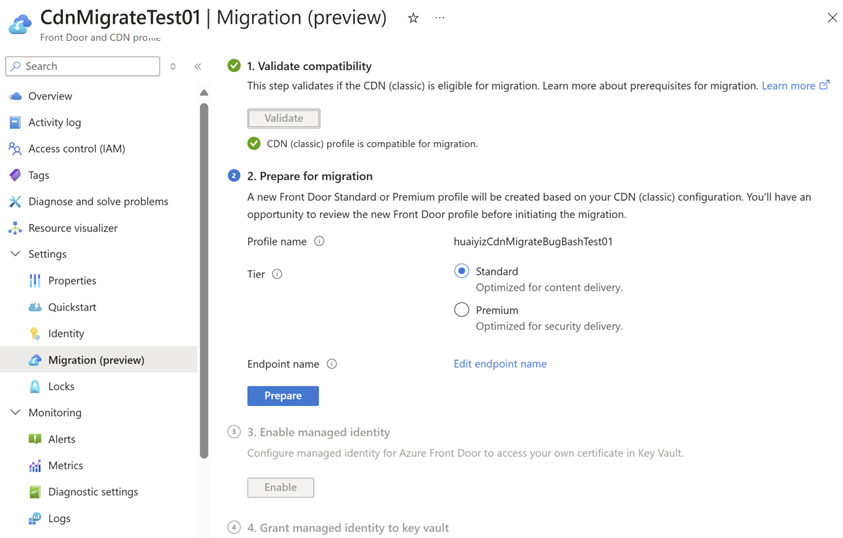 CdnMigrateTest01 | Migration (preview)
Front Door and CDN profile
Search
Overview
Activity log
Access control (IAM)
Tags
Diagnose and solve problems
Resource visualizer
Settings
Properties
Quickstart
Identity
Migration (preview)
Locks
Monitoring
Alerts
Metrics
Diagnostic settings
Logs
1. Validate compatibility
This step validates if the CDN (classic) is eligible for migration. Learn more about prerequisites for migration. Learn more
Validate
CDN (classic) profile is compatible for migration.
2 2. Prepare for migration
A new Front Door Standard or Premium profile will be created based on your CDN (classic) configuration. You'll have an
opportunity to review the new Front Door profile before initiating the migration.
Profile name huaiyizCdnMigrateBugBashTest01
Tier Standard
Optimized for content delivery.
Premium
Optimized for security delivery.
Endpoint name Edit endpoint name
Prepare
3 3. Enable managed identity
Configure managed identity for Azure Front Door to access your own certificate in Key Vault.
Enable
4 4. Grant managed identity to key vault